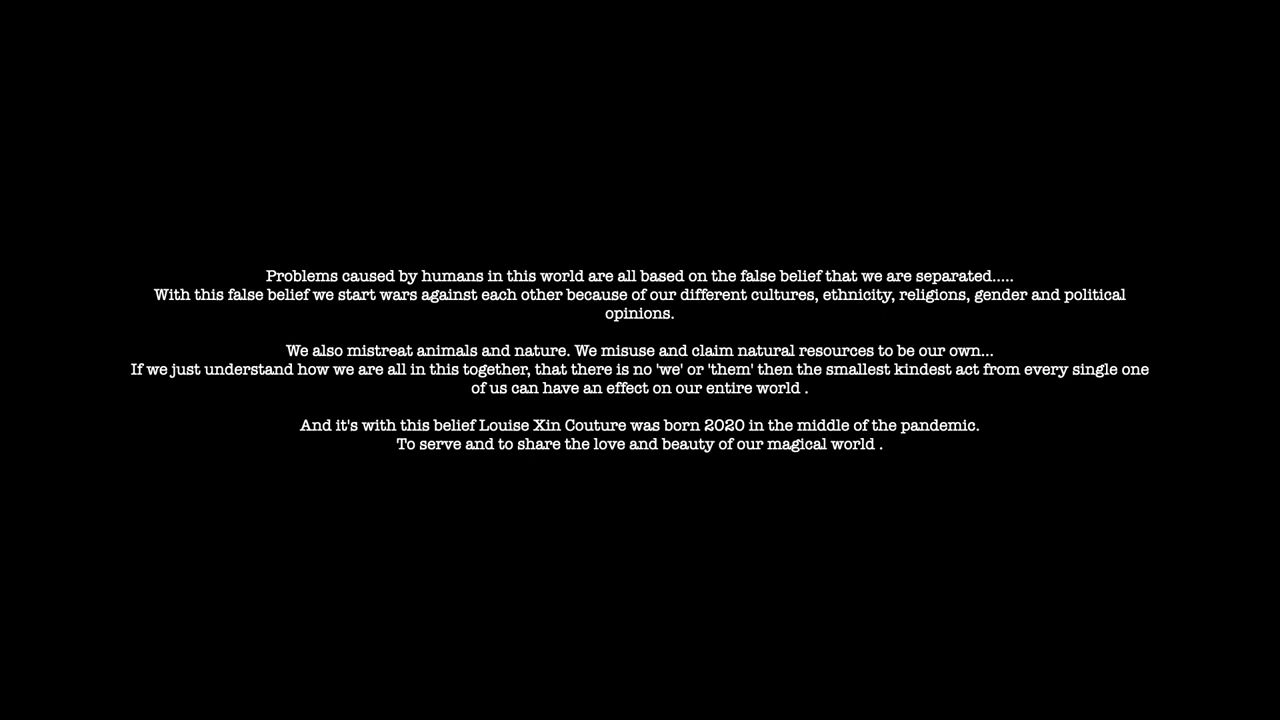 Problems caused by humans in this world are all based on the false belief that we are separated.....
With this false belief we start wars against each other because of our different cultures, ethnicity, religions, gender and political
opinions.
We also mistreat animals and nature. We misuse and claim natural resources to be our own...
If we just understand how we are all in this together, that there is no 'we' or 'them' then the smallest kindest act from every single one
of us can have an effect on our entire world .
And it's with this belief Louise Xin Couture was born 2020 in the middle of the pandemic.
To serve and to share the love and beauty of our magical world .